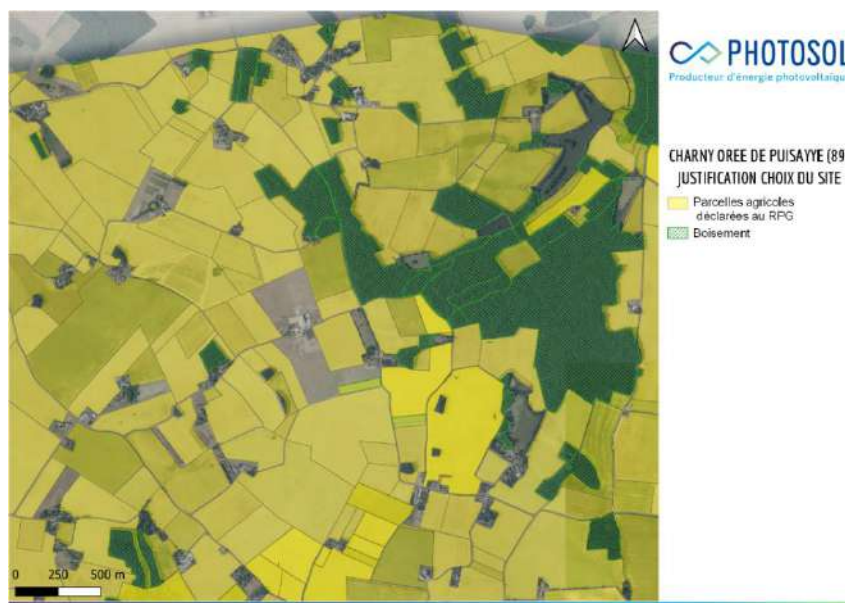 PHOTOSOL
Producteur d'énergie photovoltaïque
CHARNY OREE DE PUISAYYE (89
JUSTIFICATION CHOIX DU SITE
Parcelles agricoles
déclarées au RPG
Boisement
0 250 500 m